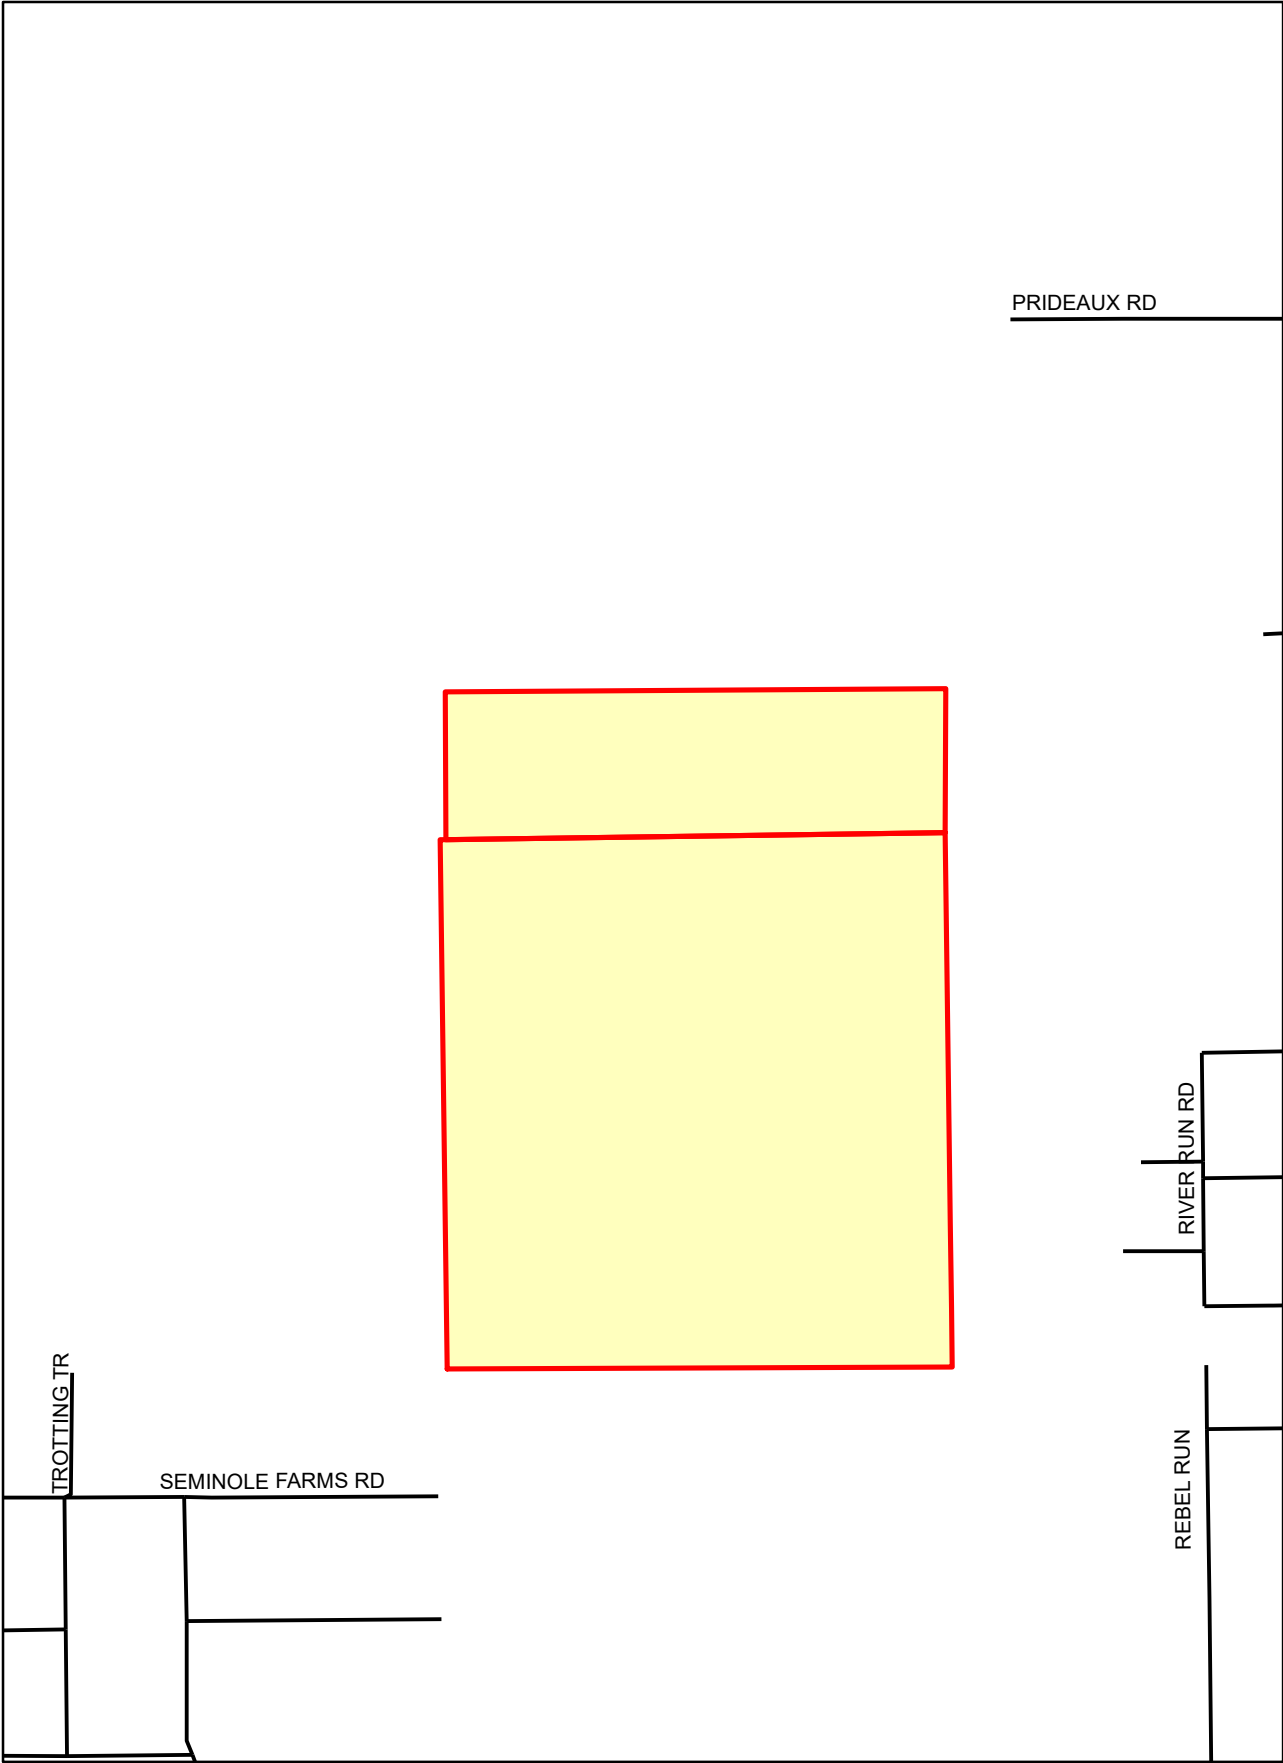 PRIDEAUX RD
RIVER RUN RD
TROTTING TR
SEMINOLE FARMS RD
REBEL RUN